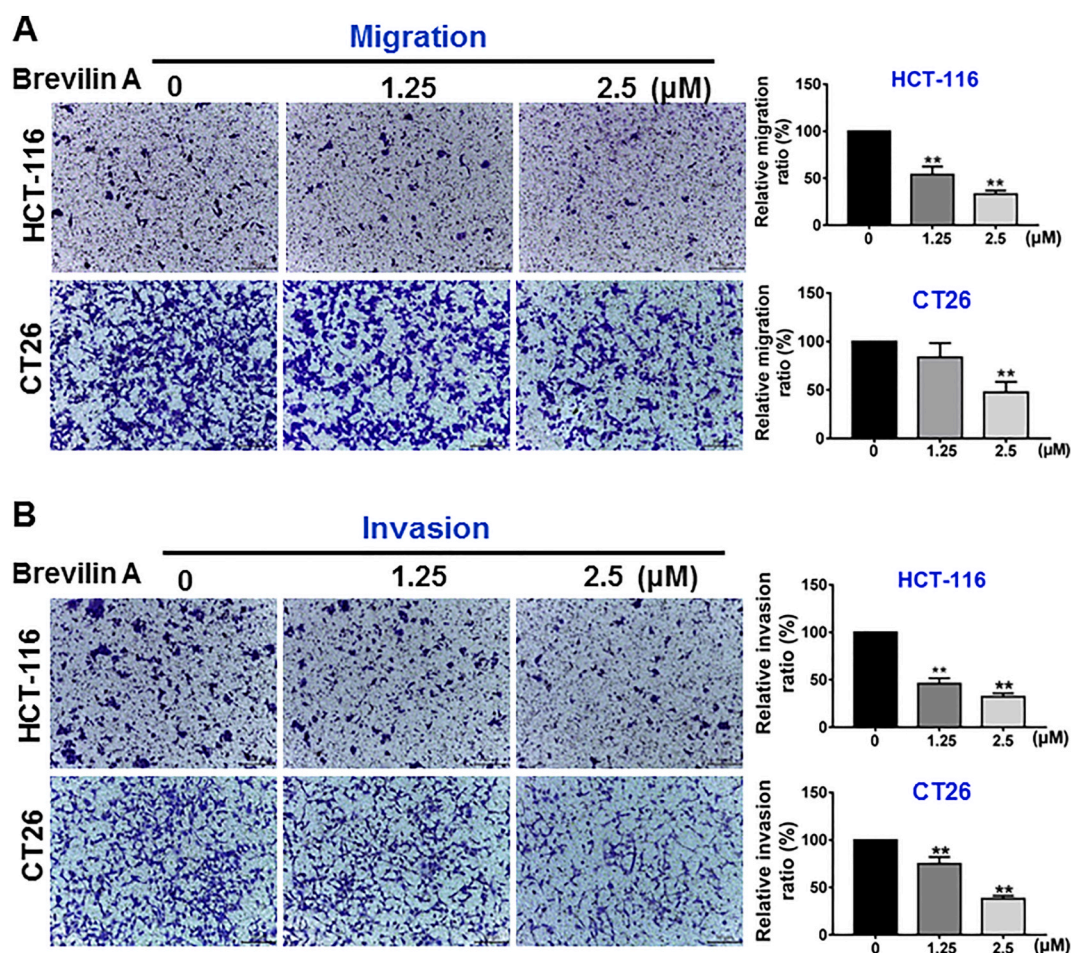 A
Migration
Brevilin A 0 1.25 2.5 (µM)
HCT-116
CT26
HCT-116
Relative migration
ratio (%)
150
100
50
0
**
**
0 1.25 2.5 (µM)
CT26
Relative migration
ratio (%)
150
100
50
0
**
0 1.25 2.5 (µM)
B
Invasion
Brevilin A 0 1.25 2.5 (µM)
HCT-116
CT26
HCT-116
Relative invasion
ratio (%)
150
100
50
0
**
**
0 1.25 2.5 (µM)
CT26
Relative invasion
ratio (%)
150
100
50
0
**
**
0 1.25 2.5 (µM)